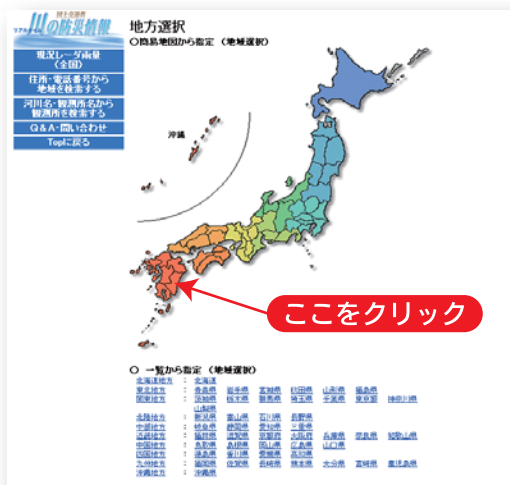 国土交通省
リアルタイム 川の防災情報
現況レーダ雨量
(全国)
住所・電話番号から
地域を検索する
河川名・観測所名から
観測所を検索する
Q&A・問い合わせ
Topに戻る
地方選択
○簡易地図から指定 (地域選択)
沖縄
ここをクリック
○ 一覧から指定 (地域選択)
北海道地方 : 北海道
東北地方 : 青森県 岩手県 宮城県 秋田県 山形県 福島県
関東地方 : 茨城県 栃木県 群馬県 埼玉県 千葉県 東京都 神奈川県
山梨県
北陸地方 : 新潟県 富山県 石川県 長野県
中部地方 : 岐阜県 静岡県 愛知県 三重県
近畿地方 : 福井県 滋賀県 京都府 大阪府 兵庫県 奈良県 和歌山県
中国地方 : 鳥取県 島根県 岡山県 広島県 山口県
四国地方 : 徳島県 香川県 愛媛県 高知県
九州地方 : 福岡県 佐賀県 長崎県 熊本県 大分県 宮崎県 鹿児島県
沖縄地方 : 沖縄県